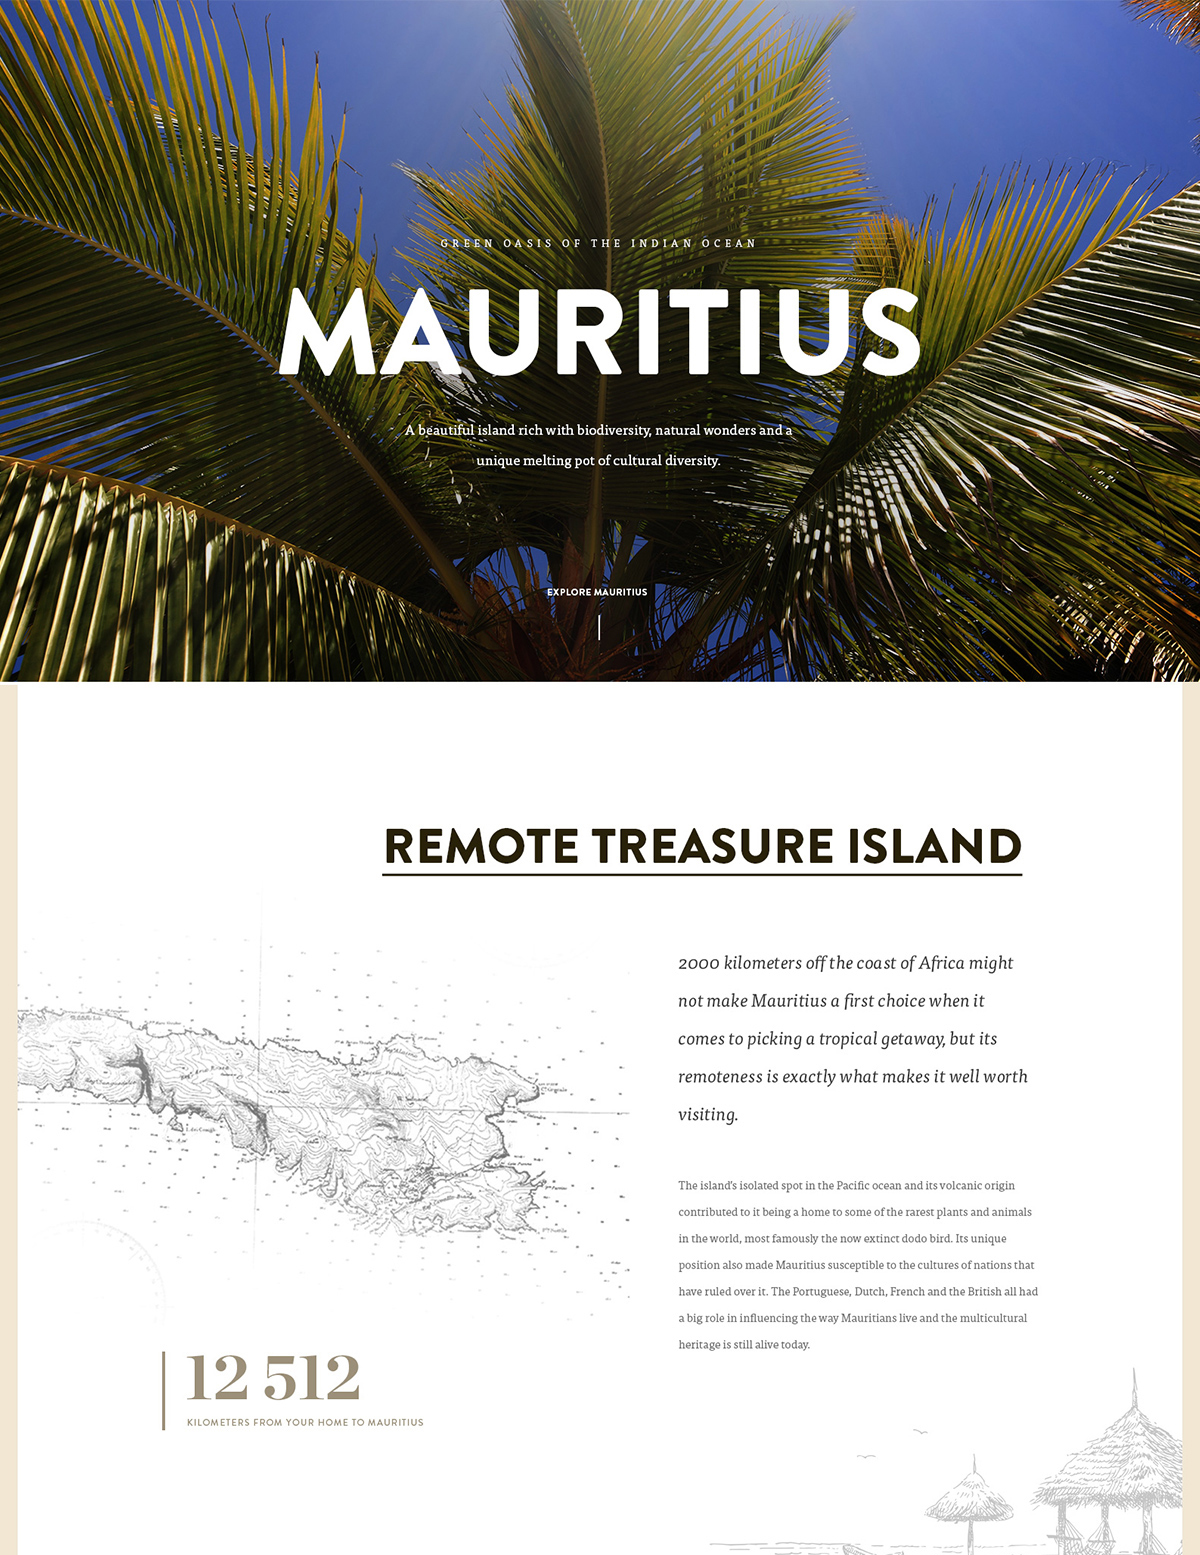 GREEN OASIS OF THE INDIAN OCEAN
MAURITIUS
A beautiful island rich with biodiversity, natural wonders and a
unique melting pot of cultural diversity.
EXPLORE MAURITIUS
REMOTE TREASURE ISLAND
2000 kilometers off the coast of Africa might
not make Mauritius a first choice when it
comes to picking a tropical getaway, but its
remoteness is exactly what makes it well worth
visiting.
The island's isolated spot in the Pacific ocean and its volcanic origin
contributed to it being a home to some of the rarest plants and animals
in the world, most famously the now extinct dodo bird. Its unique
position also made Mauritius susceptible to the cultures of nations that
have ruled over it. The Portuguese, Dutch, French and the British all had
a big role in influencing the way Mauritians live and the multicultural
heritage is still alive today.
12 512
KILOMETERS FROM YOUR HOME TO MAURITIUS